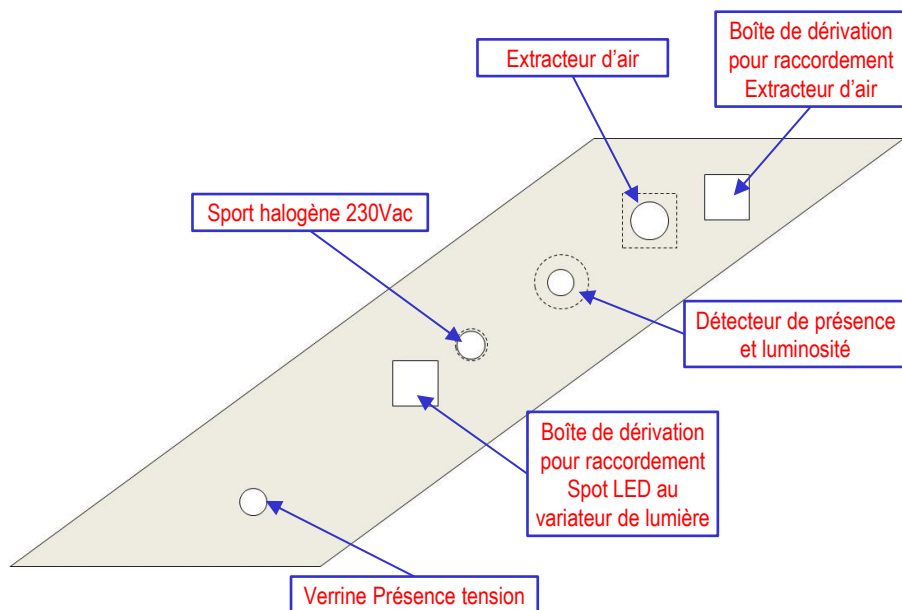 Boîte de dérivation
pour raccordement
Extracteur d'air
Extracteur d'air
Sport halogène 230Vac
Détecteur de présence
et luminosité
Boîte de dérivation
pour raccordement
Spot LED au
variateur de lumière
Verrine Présence tension